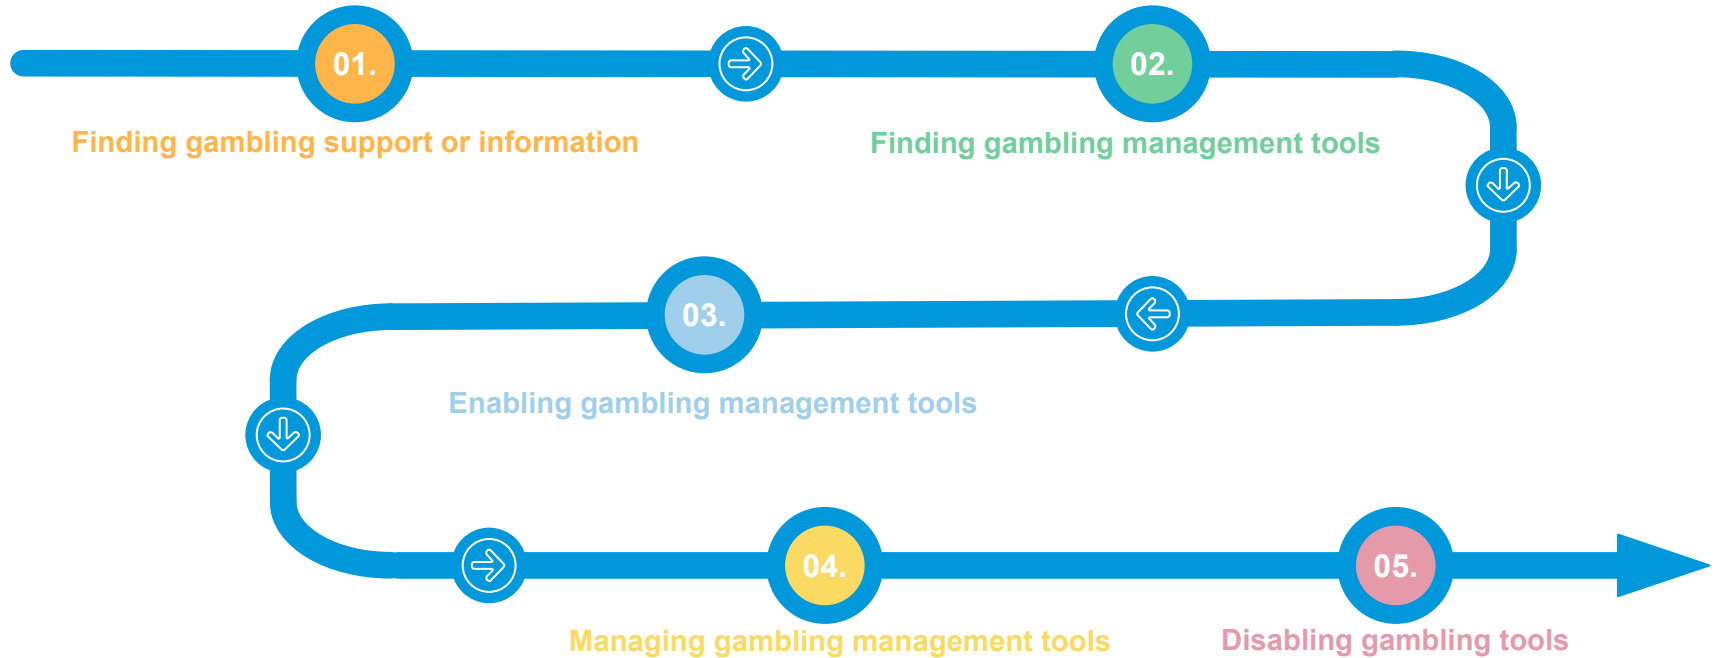 01.
Finding gambling support or information
02.
Finding gambling management tools
03.
Enabling gambling management tools
04.
Managing gambling management tools
05.
Disabling gambling tools